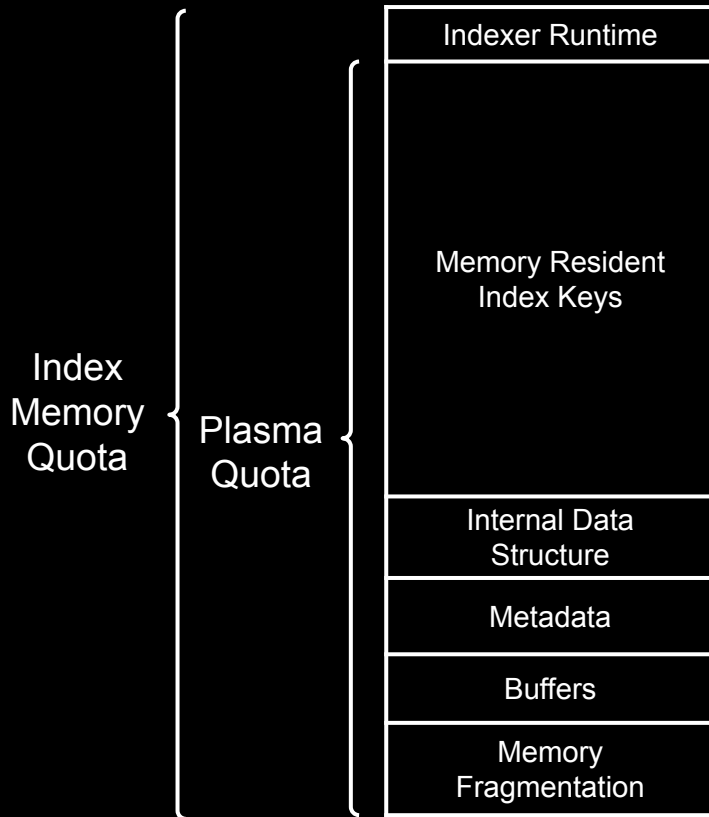 Index
Memory
Quota
Plasma
Quota
Indexer Runtime
Memory Resident
Index Keys
Internal Data
Structure
Metadata
Buffers
Memory
Fragmentation